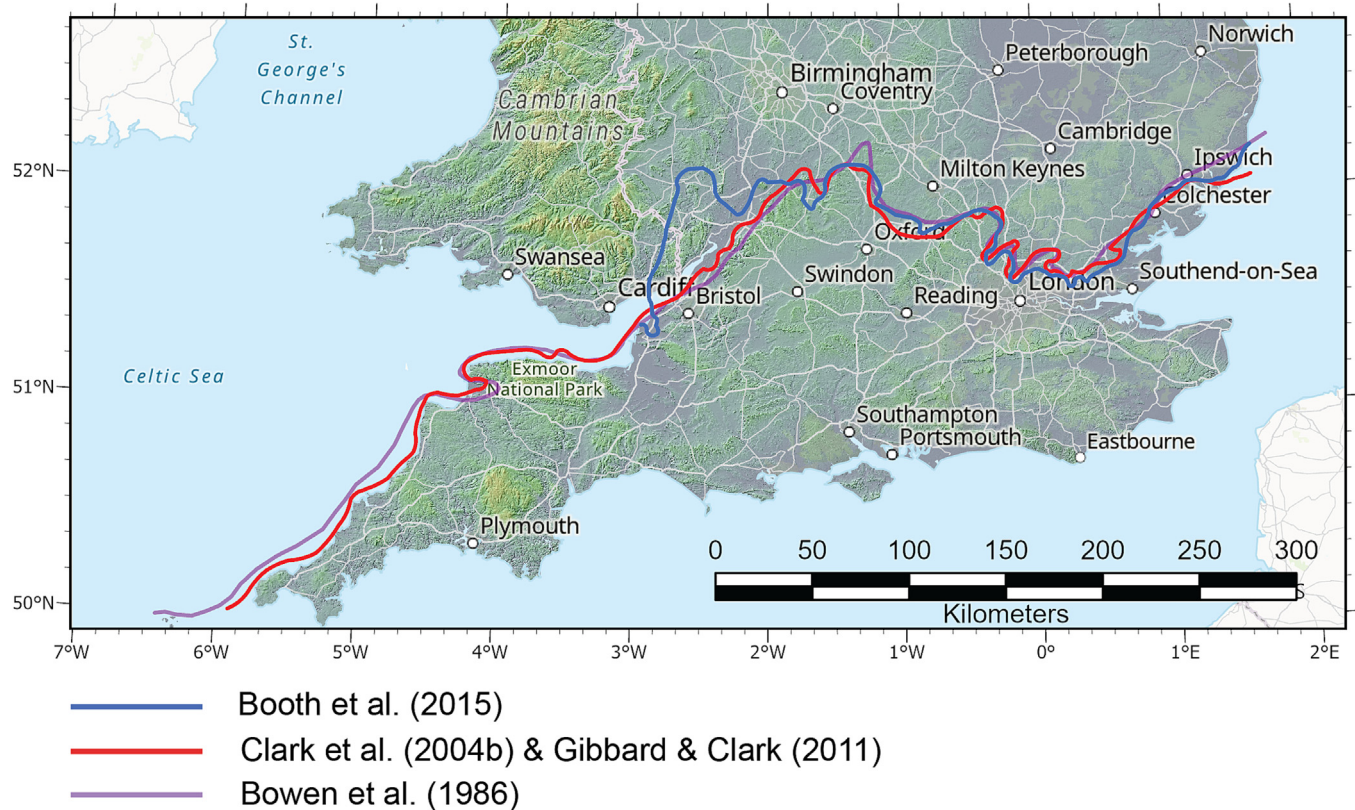 St.
George's
Channel
Cambrian
Mountains
Birmingham
Coventry
Peterborough
Norwich
Cambridge
Ipswich
Milton Keynes
Colchester
Oxford
Swansea
Cardiff
Bristol
Swindon
Reading
London
Southend-on-Sea
Celtic Sea
Exmoor
National Park
Southampton
Portsmouth
Eastbourne
Plymouth
52°N
51°N
50°N
0 50 100 150 200 250 300
Kilometers
S
7°W 6°W 5°W 4°W 3°W 2°W 1°W 0° 1°E 2°E
Booth et al. (2015)
Clark et al. (2004b) & Gibbard & Clark (2011)
Bowen et al. (1986)